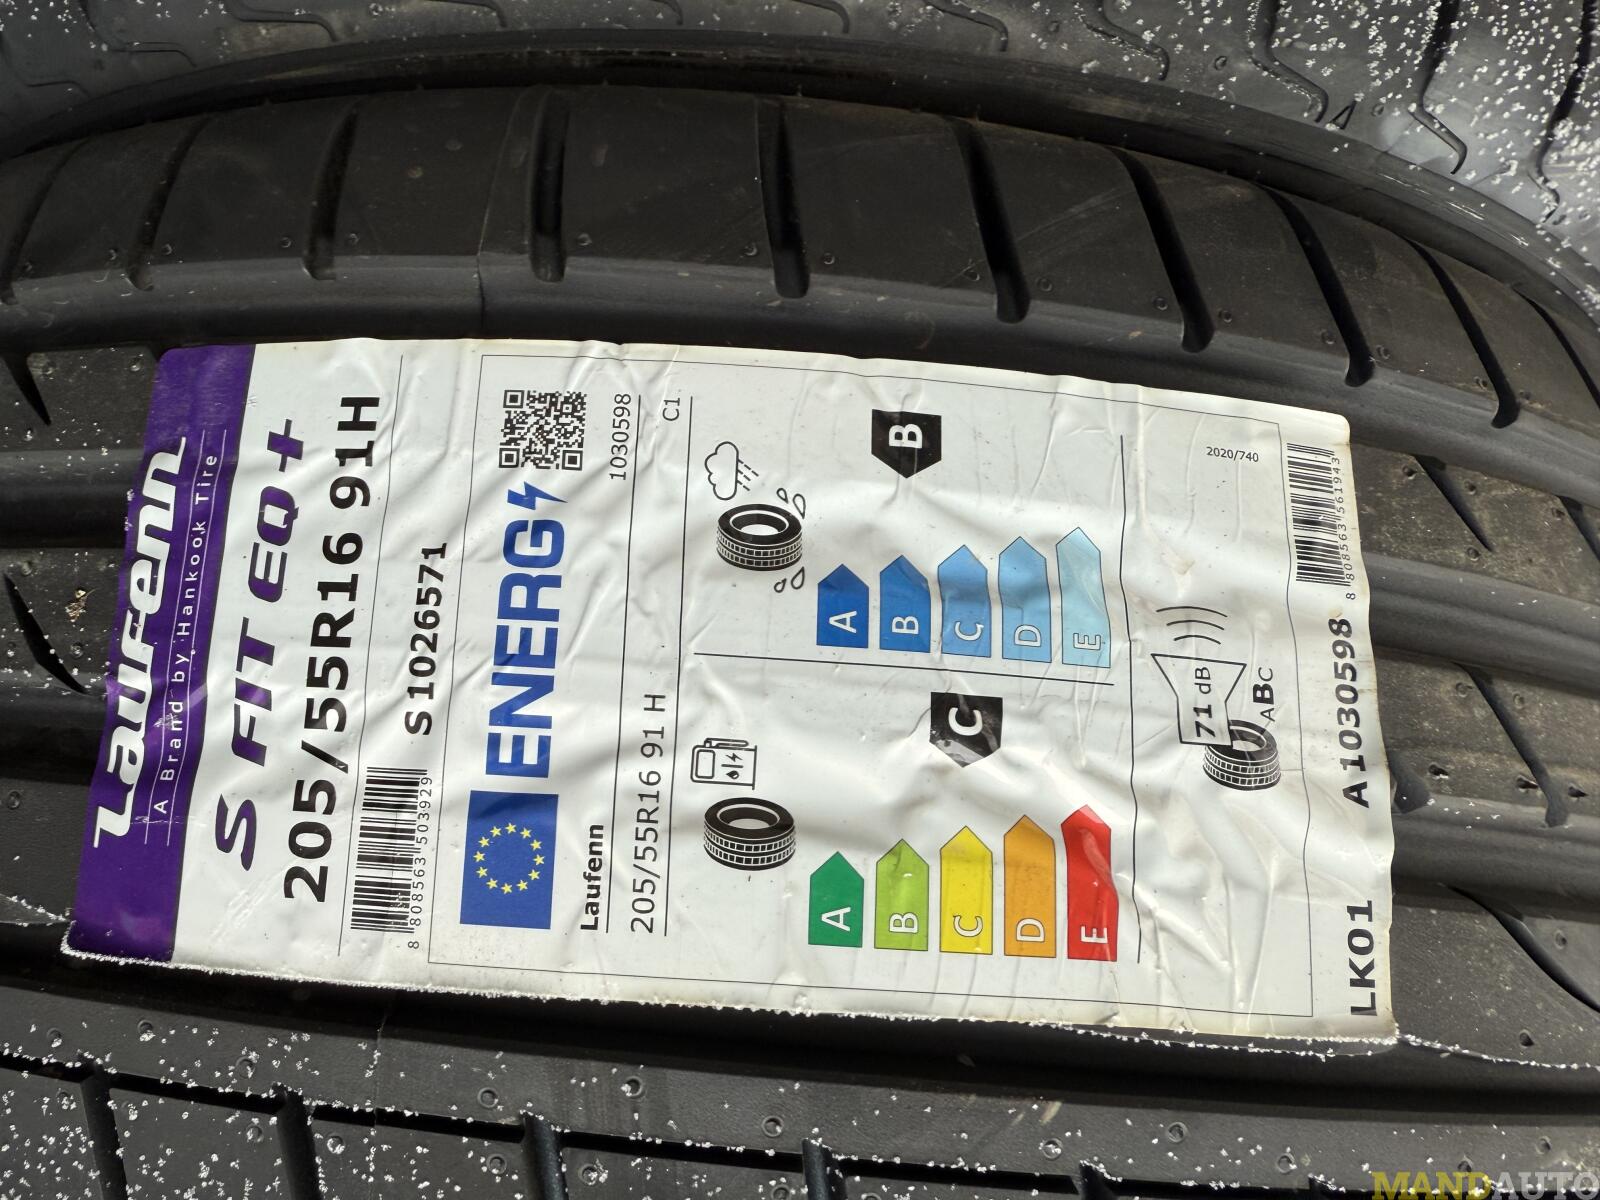 Laufenn
A Brand by Hankook Tire
S FIT EQ+
205/55R16 91H
S 1026571
8 808563 503929
ENERG
Laufenn
1030598
205/55R16 91 H
C1
A
B
C
D
E
C
A
B
C
D
E
B
71 dB
ABC
2020/740
8 808563 561943
LK01
A 1030598
MANDAUTO